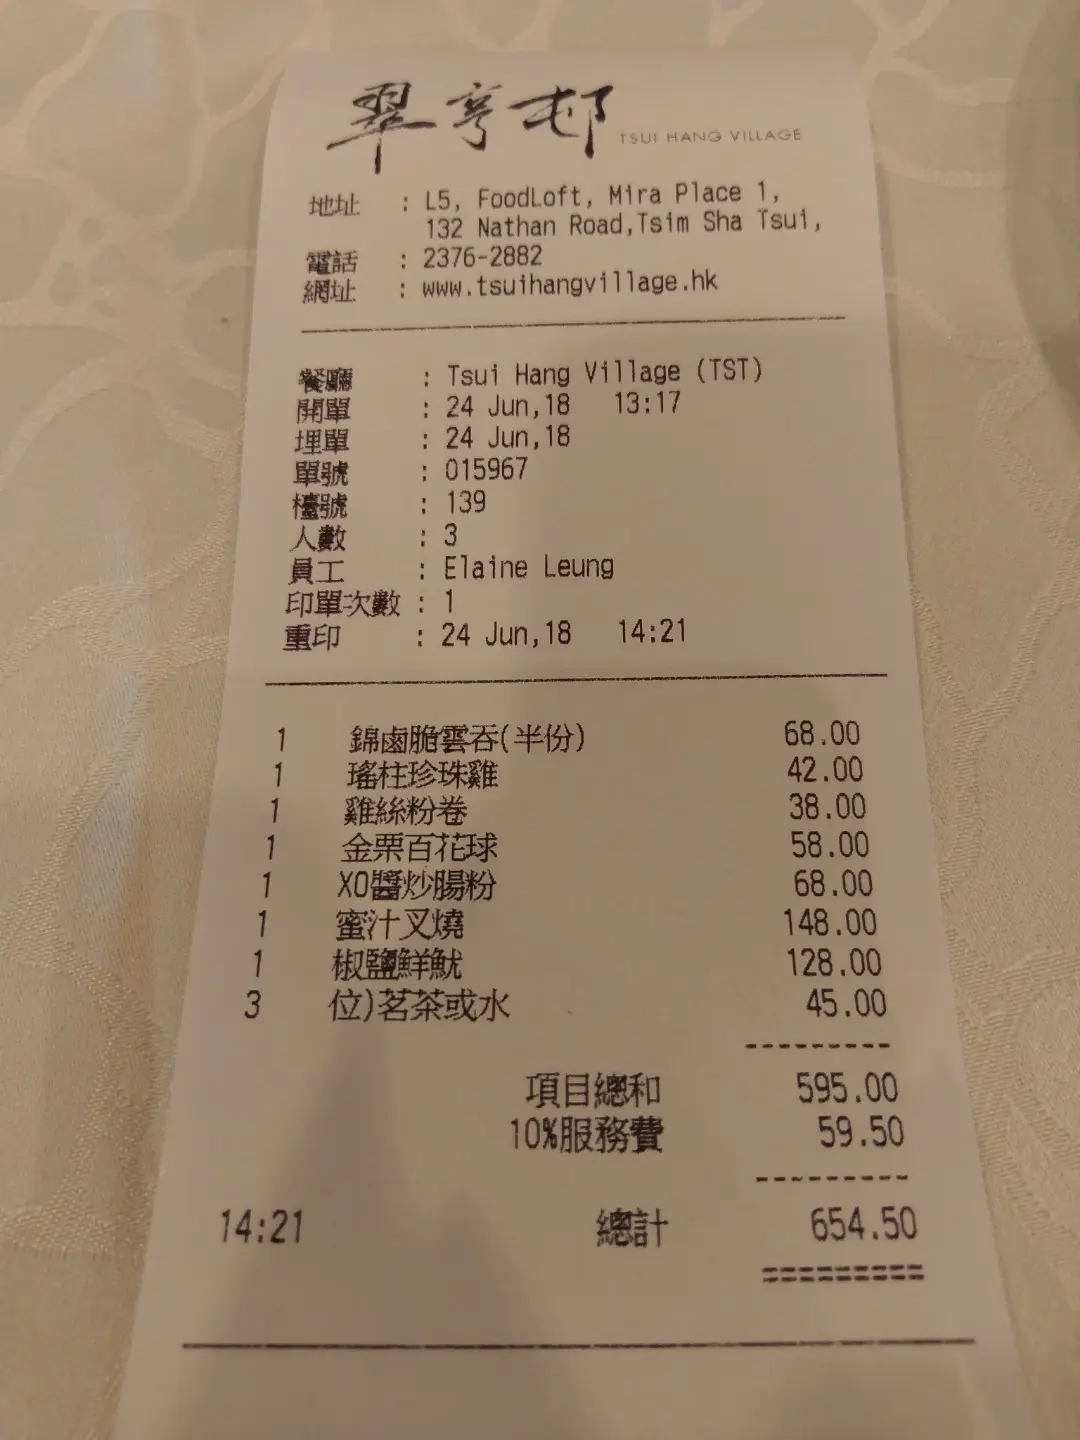 翠亨邨 TSUI HANG VILLAGE
地址 : L5, FoodLoft, Mira Place 1,
132 Nathan Road,Tsim Sha Tsui,
電話 : 2376-2882
網址 : www.tsuihangvillage.hk
餐廳 : Tsui Hang Village (TST)
開單 : 24 Jun,18 13:17
埋單 : 24 Jun,18
單號 : 015967
檯號 : 139
人數 : 3
員工 : Elaine Leung
印單次數 : 1
重印 : 24 Jun,18 14:21
1 錦鹵脆雲吞(半份) 68.00
1 瑤柱珍珠雞 42.00
1 雞絲粉卷 38.00
1 金栗百花球 58.00
1 XO醬炒腸粉 68.00
1 蜜汁叉燒 148.00
1 椒鹽鮮魷 128.00
3 位)茗茶或水 45.00
---------
項目總和 595.00
10%服務費 59.50
---------
14:21 總計 654.50
=========